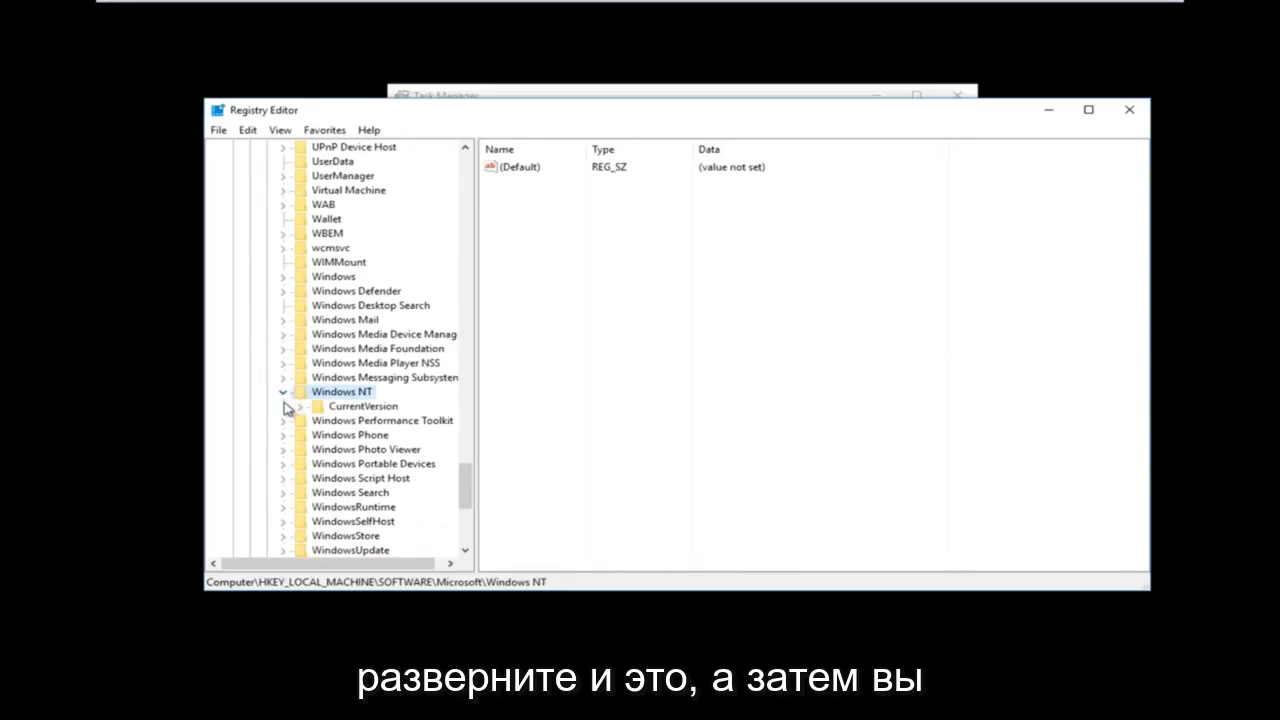 Task Manager
Registry Editor
File Edit View Favorites Help
UPnP Device Host
UserData
UserManager
Virtual Machine
WAB
Wallet
WBEM
wcmsvc
WIMMount
Windows
Windows Defender
Windows Desktop Search
Windows Mail
Windows Media Device Manag
Windows Media Foundation
Windows Media Player NSS
Windows Messaging Subsysten
Windows NT
CurrentVersion
Windows Performance Toolkit
Windows Phone
Windows Photo Viewer
Windows Portable Devices
Windows Script Host
Windows Search
WindowsRuntime
WindowsSelfHost
WindowsStore
WindowsUpdate
Name Type Data
ab (Default) REG_SZ (value not set)
Computer\HKEY_LOCAL_MACHINE\SOFTWARE\Microsoft\Windows NT
разверните и это, а затем вы